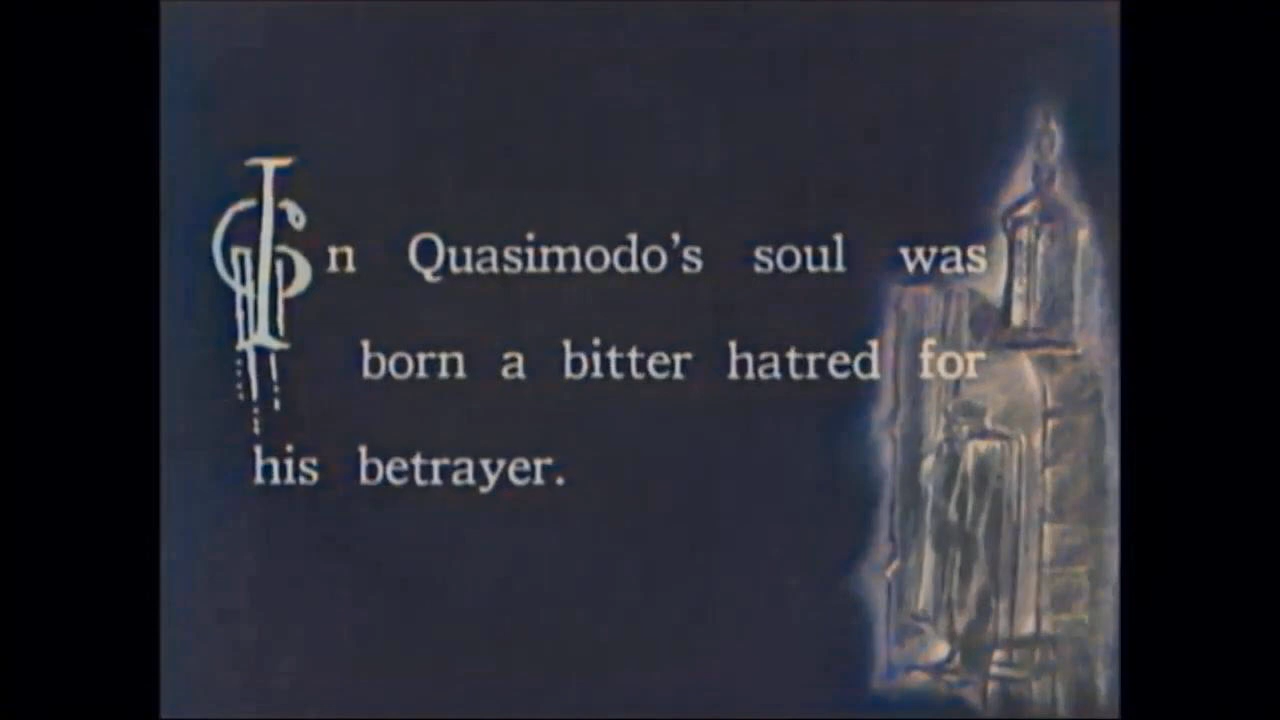 In Quasimodo's soul was
born a bitter hatred for
his betrayer.